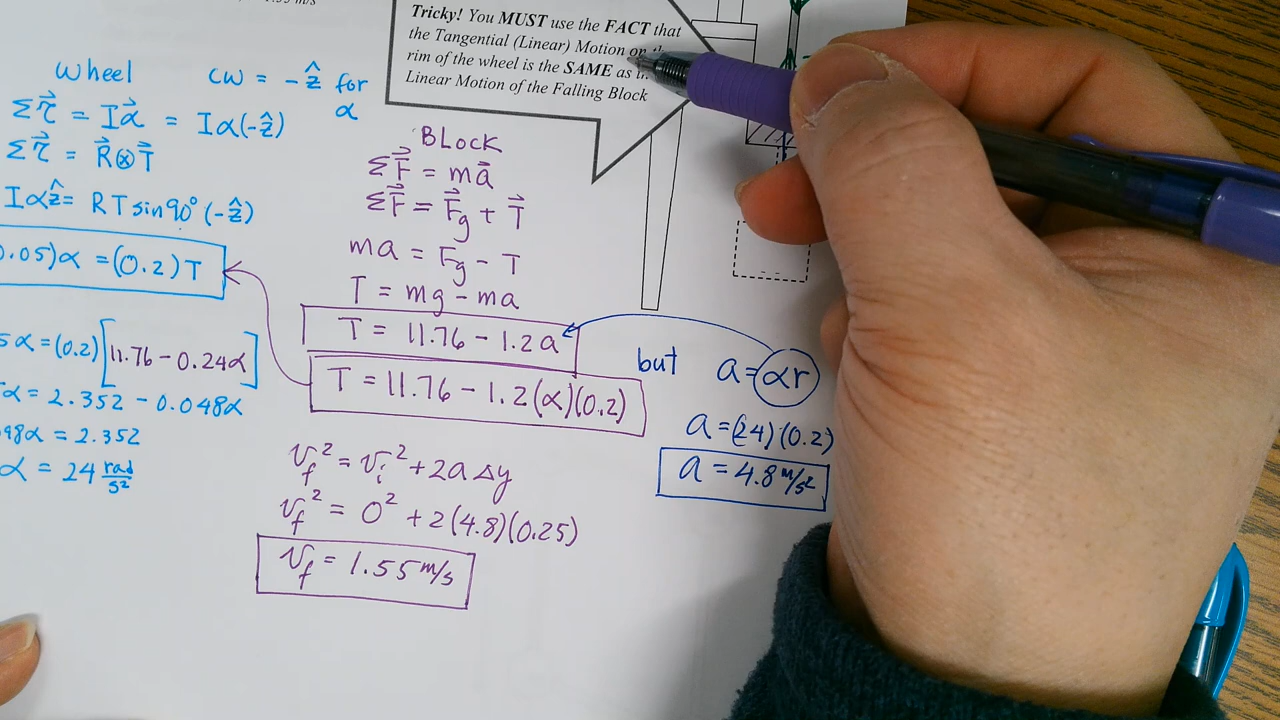 m/s
Tricky! You MUST use the FACT that
the Tangential (Linear) Motion on
rim of the wheel is the SAME as
Linear Motion of the Falling Block
Wheel
CW = -ẑ for α
Στ⃗ = Iα⃗ = Iα(-ẑ)
Στ⃗ = R⃗⊗T⃗
Iαẑ = RT sin90°(-ẑ)
.05)α = (0.2)T
5α = (0.2)[11.76 - 0.24α]
α = 2.352 - 0.048α
98α = 2.352
α = 24 rad/s²
BLOCK
ΣF⃗ = ma⃗
ΣF⃗ = F⃗g + T⃗
ma = Fg - T
T = mg - ma
T = 11.76 - 1.2a
T = 11.76 - 1.2(α)(0.2)
but a = αr
a = (24)(0.2)
a = 4.8 m/s²
vf² = vi² + 2aΔy
vf² = 0² + 2(4.8)(0.25)
vf = 1.55 m/s